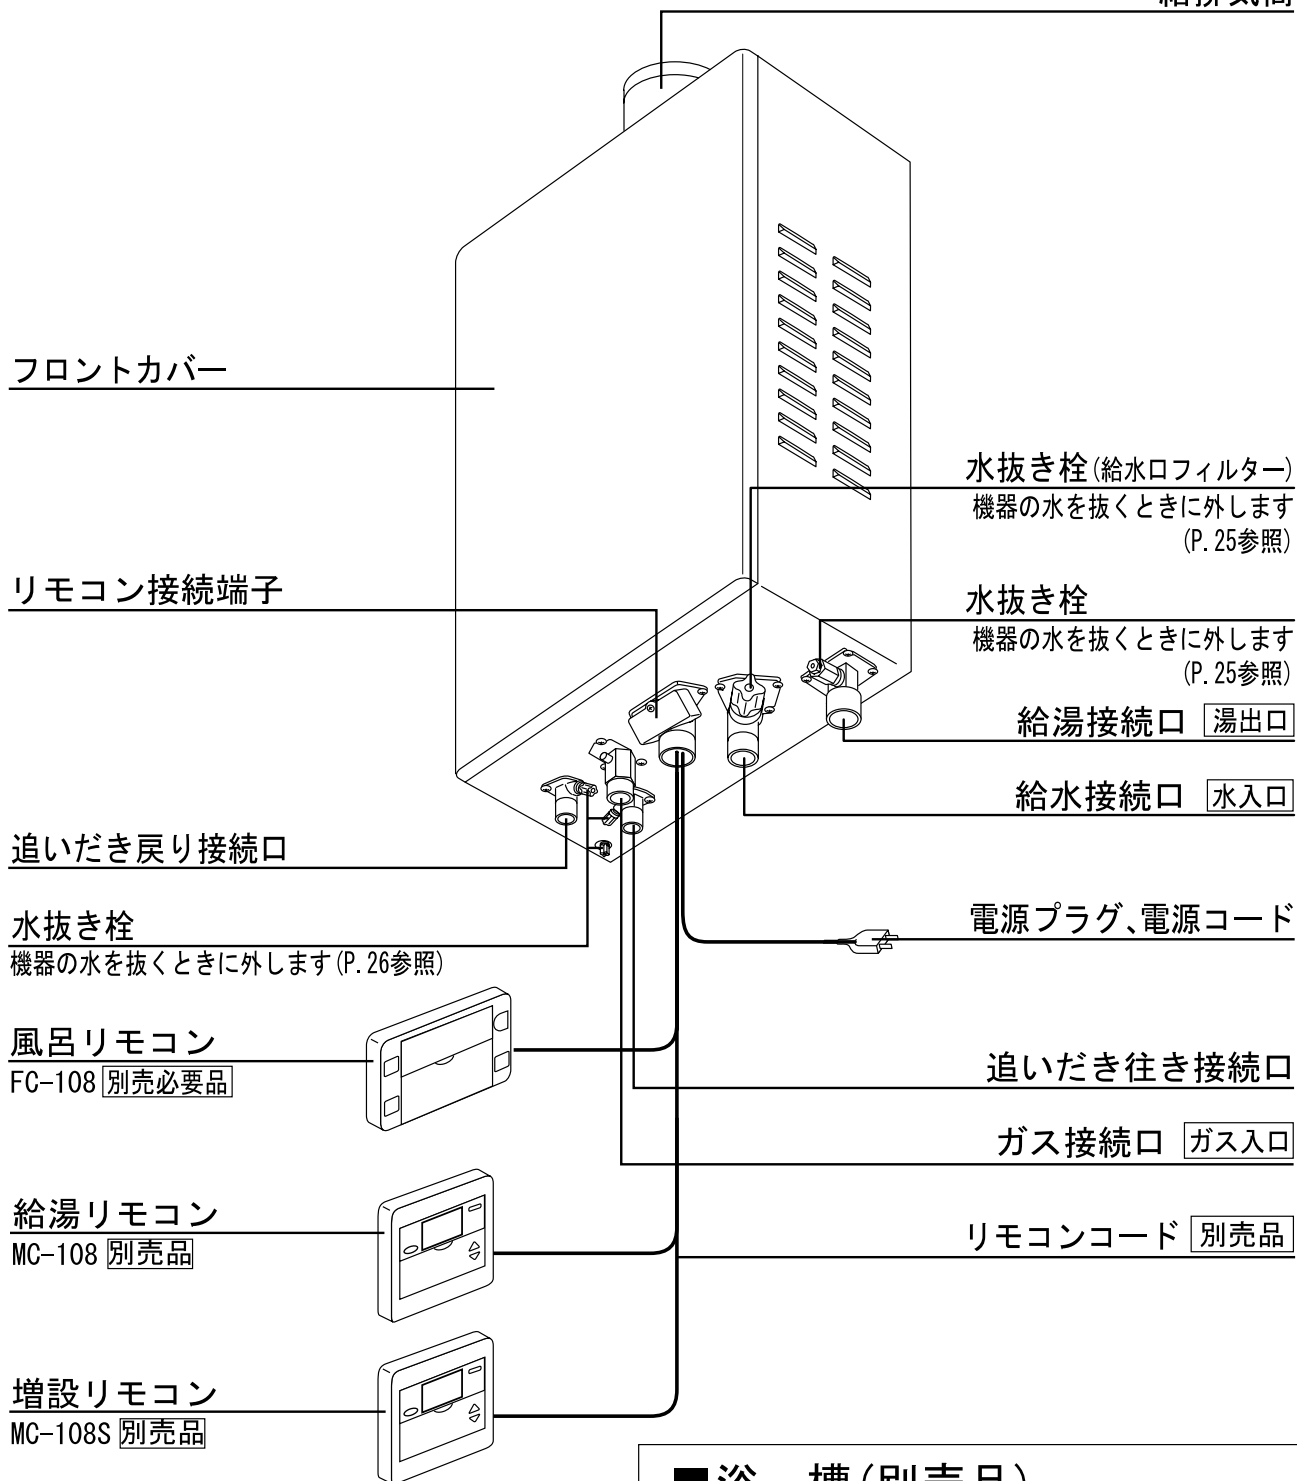 給排気筒
フロントカバー
水抜き栓(給水口フィルター)
機器の水を抜くときに外します
(P.25参照)
リモコン接続端子
水抜き栓
機器の水を抜くときに外します
(P.25参照)
給湯接続口 湯出口
給水接続口 水入口
追いだき戻り接続口
水抜き栓
機器の水を抜くときに外します(P.26参照)
電源プラグ、電源コード
風呂リモコン
FC-108 別売必要品
追いだき往き接続口
ガス接続口 ガス入口
給湯リモコン
MC-108 別売品
リモコンコード 別売品
増設リモコン
MC-108S 別売品
■浴 槽(別売品)